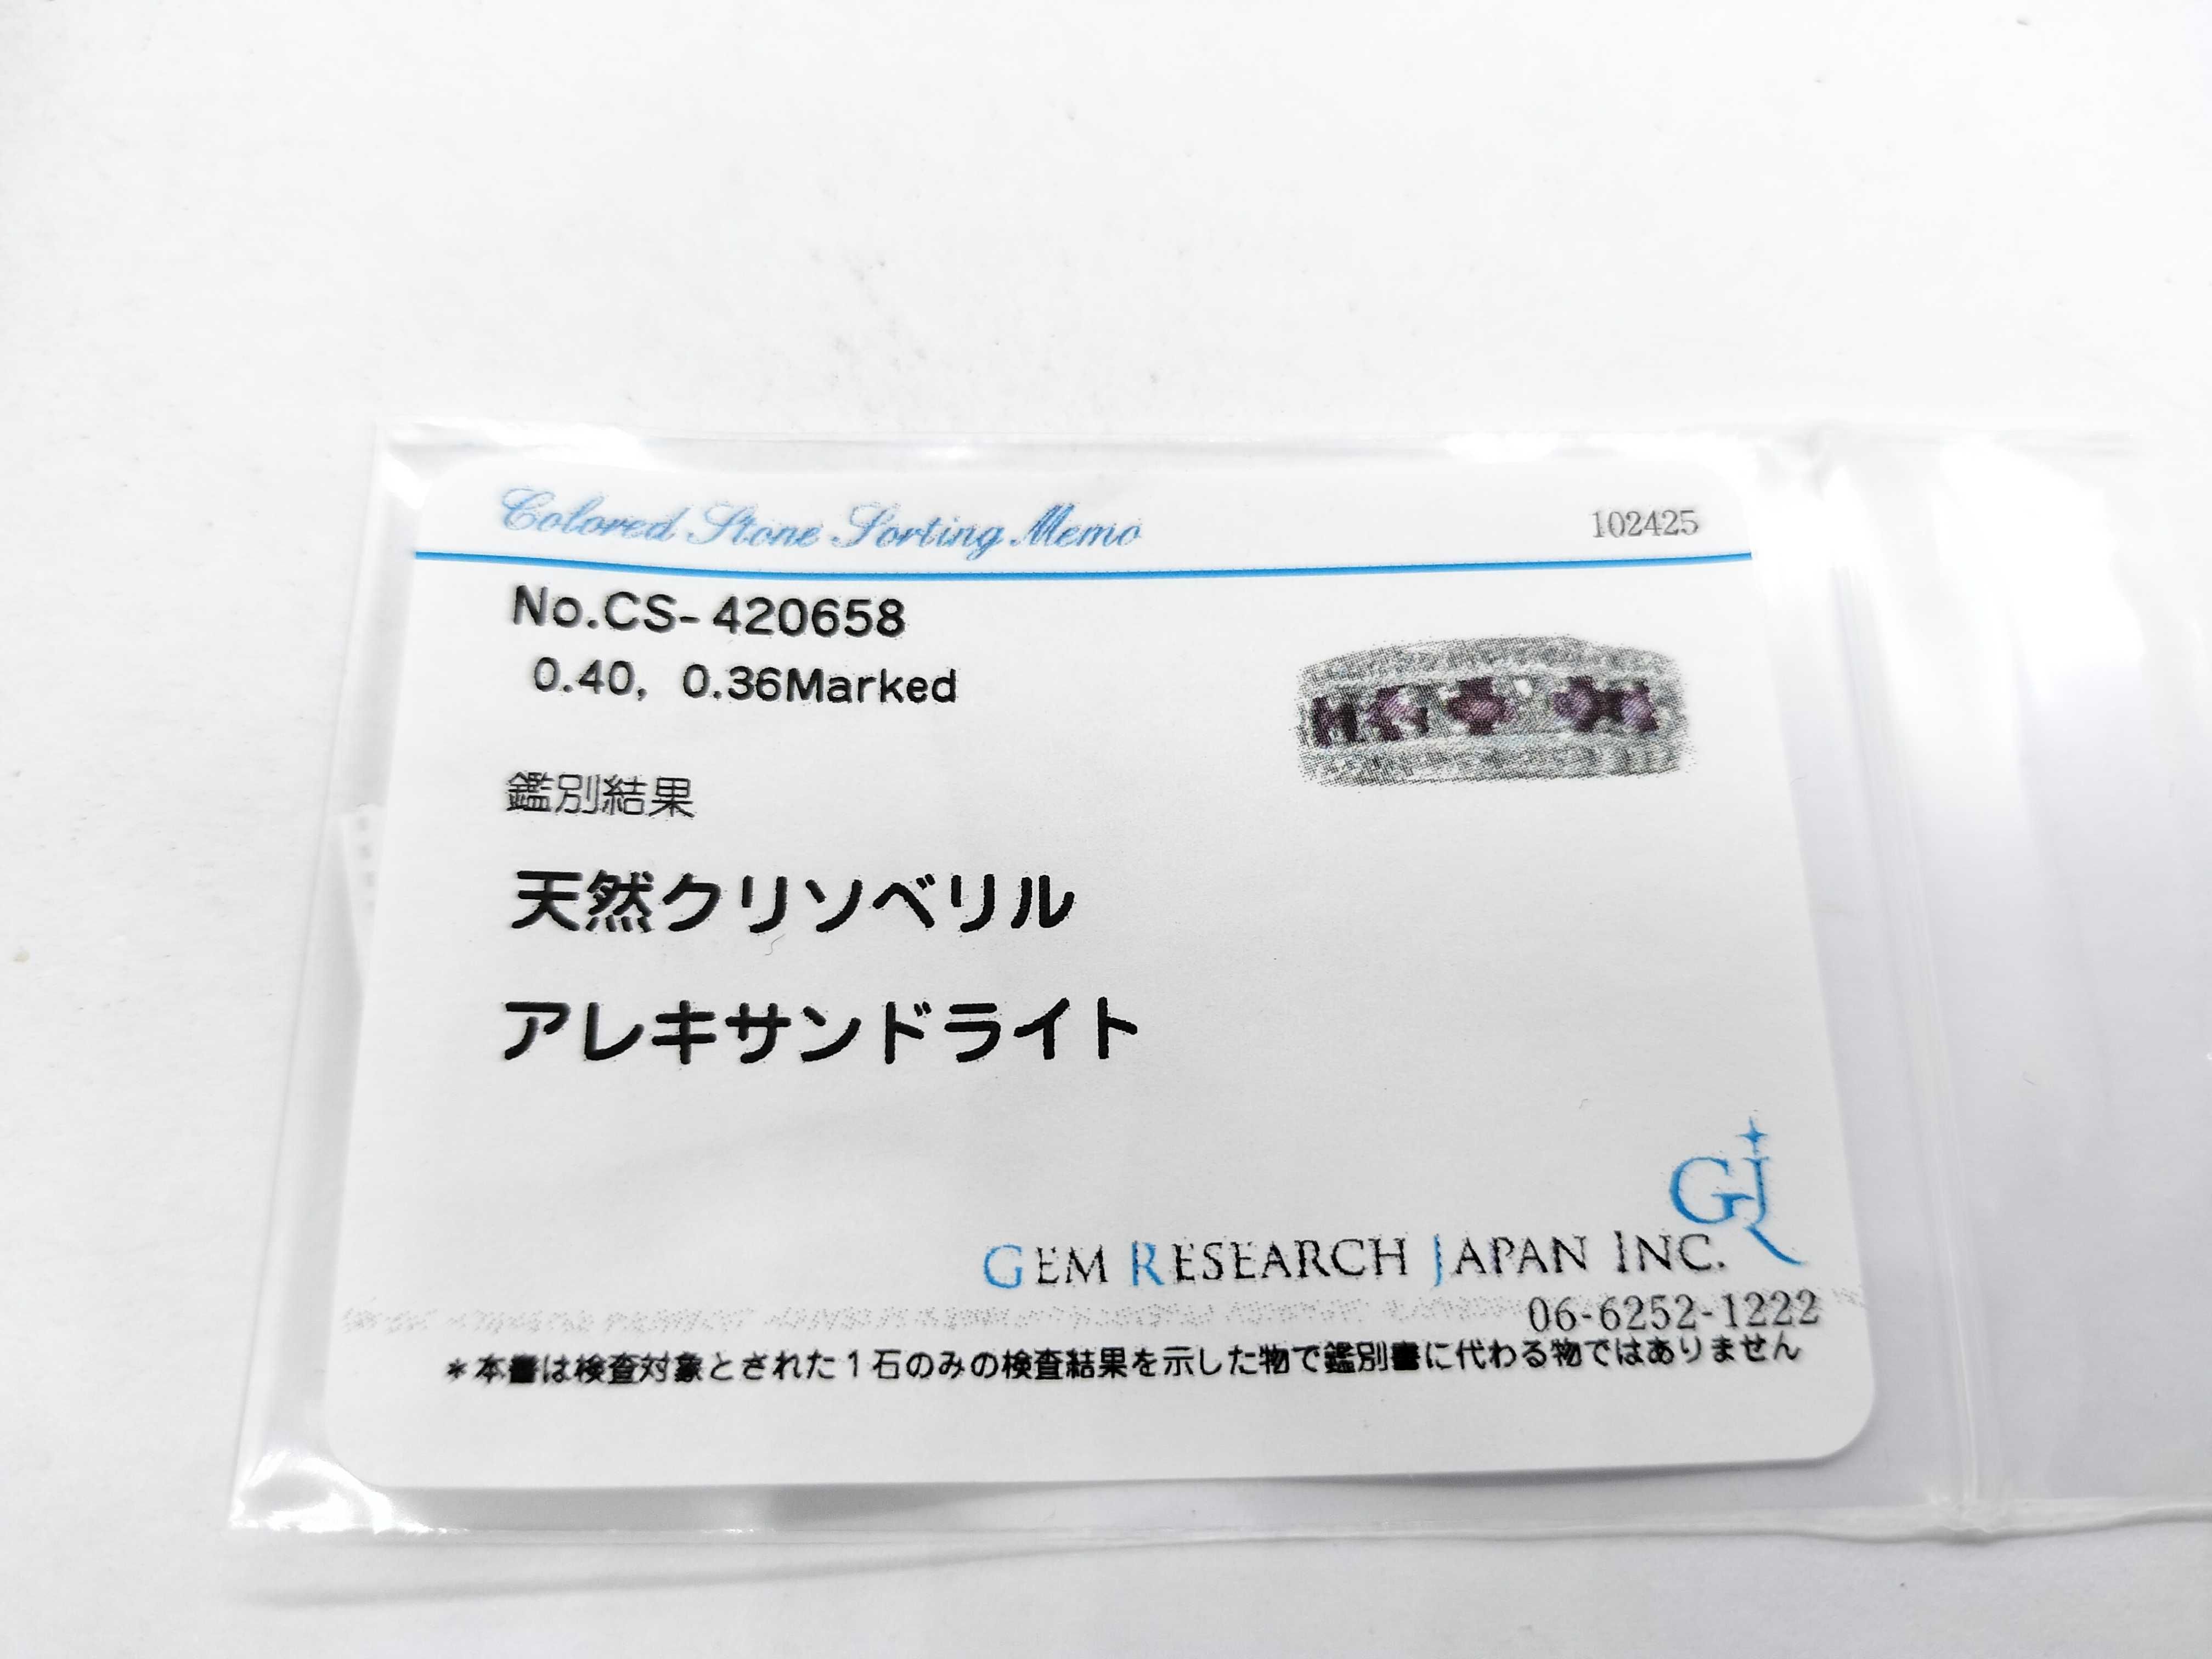 Colored Stone Sorting Memo
102425
No.CS-420658
0.40, 0.36Marked
鑑別結果
天然クリソベリル
アレキサンドライト
GJR
GEM RESEARCH JAPAN INC.
06-6252-1222
*本書は検査対象とされた1石のみの検査結果を示した物で鑑別書に代わる物ではありません